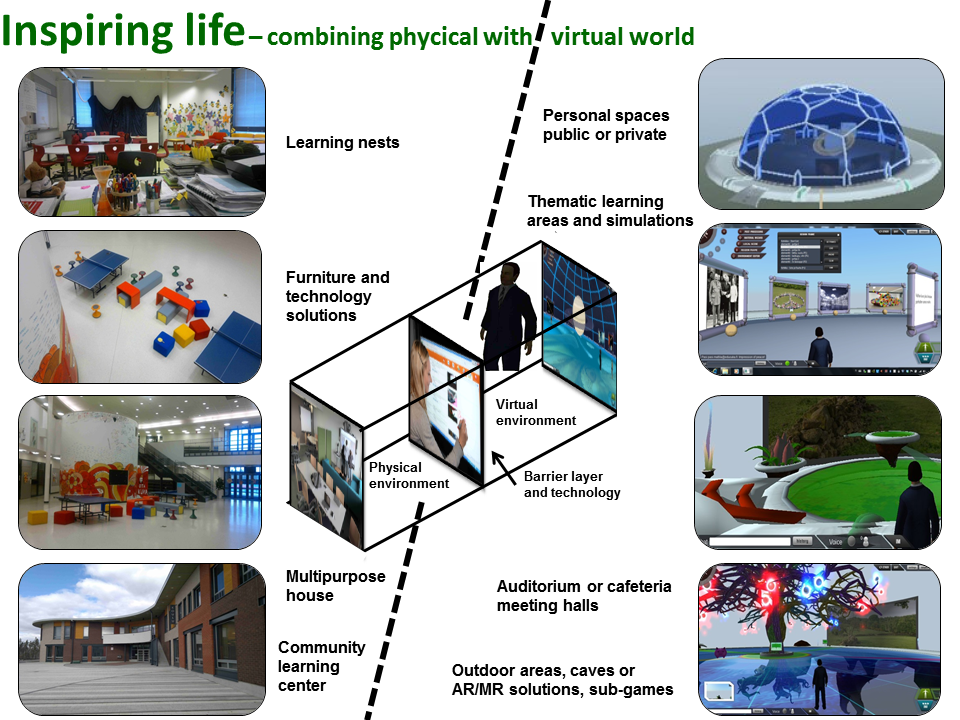 Inspiring life – combining phycical with virtual world
Learning nests
Personal spaces
public or private
Thematic learning
areas and simulations
Furniture and
technology
solutions
Virtual
environment
Physical
environment
Barrier layer
and technology
Multipurpose
house
Auditorium or cafeteria
meeting halls
Community
learning
center
Outdoor areas, caves or
AR/MR solutions, sub-games
Voice